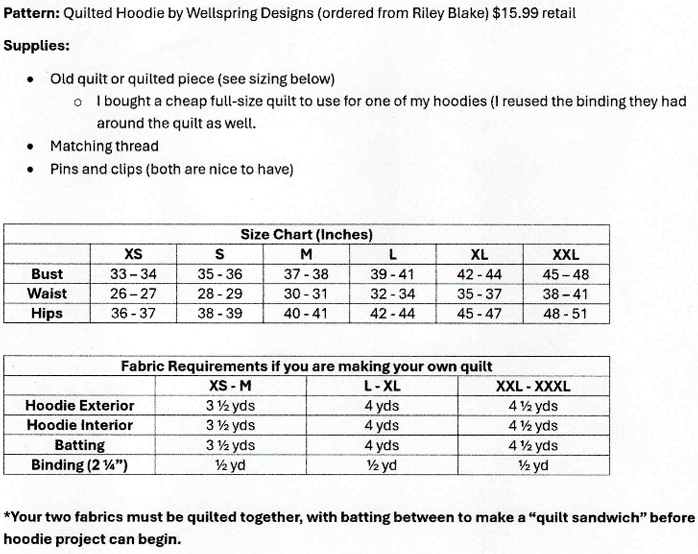 Pattern: Quilted Hoodie by Wellspring Designs (ordered from Riley Blake) $15.99 retail
Supplies:
• Old quilt or quilted piece (see sizing below)
o I bought a cheap full-size quilt to use for one of my hoodies (I reused the binding they had
around the quilt as well.
• Matching thread
• Pins and clips (both are nice to have)
Size Chart (Inches)
XS S M L XL XXL
Bust 33 – 34 35 - 36 37 - 38 39 - 41 42 - 44 45 – 48
Waist 26 – 27 28 - 29 30 - 31 32 - 34 35 - 37 38 – 41
Hips 36 - 37 38 - 39 40 - 41 42 - 44 45 - 47 48 - 51
Fabric Requirements if you are making your own quilt
XS - M L - XL XXL - XXXL
Hoodie Exterior 3 ½ yds 4 yds 4 ½ yds
Hoodie Interior 3 ½ yds 4 yds 4 ½ yds
Batting 3 ½ yds 4 yds 4 ½ yds
Binding (2 ¼”) ½ yd ½ yd ½ yd
*Your two fabrics must be quilted together, with batting between to make a “quilt sandwich” before
hoodie project can begin.